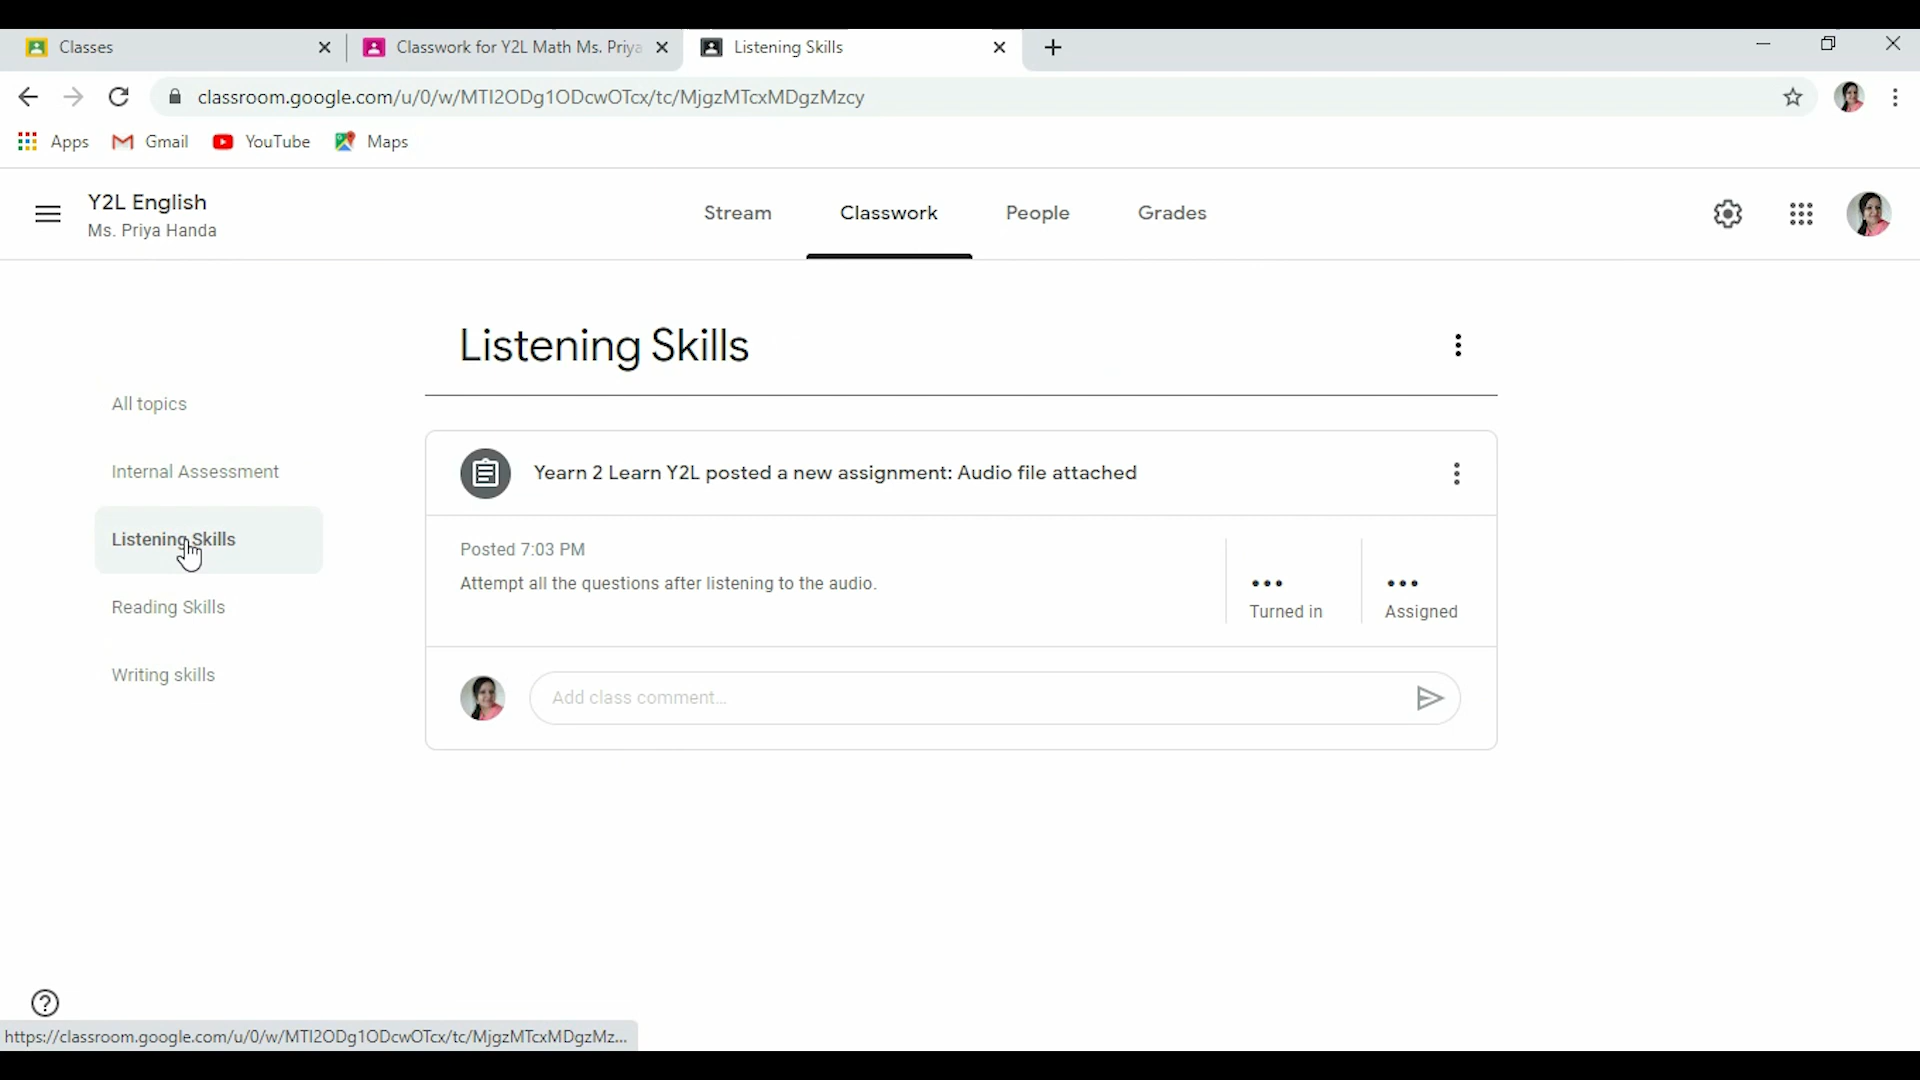 Classes
Classwork for Y2L Math Ms. Priya
Listening Skills
classroom.google.com/u/0/w/MTI2ODg1ODcwOTcx/tc/MjgzMTcxMDgzMzcy
Apps Gmail YouTube Maps
Y2L English
Ms. Priya Handa
Stream Classwork People Grades
Listening Skills
All topics
Internal Assessment
Listening Skills
Reading Skills
Writing skills
Yearn 2 Learn Y2L posted a new assignment: Audio file attached
Posted 7:03 PM
Attempt all the questions after listening to the audio.
Turned in
Assigned
Add class comment...
https://classroom.google.com/u/0/w/MTI2ODg1ODcwOTcx/tc/MjgzMTcxMDgzMz...